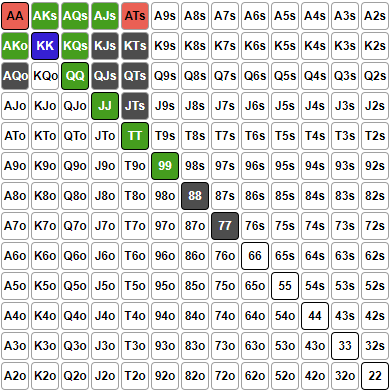 AA AKs AQs AJs ATs A9s A8s A7s A6s A5s A4s A3s A2s
AKo KK KQs KJs KTs K9s K8s K7s K6s K5s K4s K3s K2s
AQo KQo QQ QJs QTs Q9s Q8s Q7s Q6s Q5s Q4s Q3s Q2s
AJo KJo QJo JJ JTs J9s J8s J7s J6s J5s J4s J3s J2s
ATo KTo QTo JTo TT T9s T8s T7s T6s T5s T4s T3s T2s
A9o K9o Q9o J9o T9o 99 98s 97s 96s 95s 94s 93s 92s
A8o K8o Q8o J8o T8o 98o 88 87s 86s 85s 84s 83s 82s
A7o K7o Q7o J7o T7o 97o 87o 77 76s 75s 74s 73s 72s
A6o K6o Q6o J6o T6o 96o 86o 76o 66 65s 64s 63s 62s
A5o K5o Q5o J5o T5o 95o 85o 75o 65o 55 54s 53s 52s
A4o K4o Q4o J4o T4o 94o 84o 74o 64o 54o 44 43s 42s
A3o K3o Q3o J3o T3o 93o 83o 73o 63o 53o 43o 33 32s
A2o K2o Q2o J2o T2o 92o 82o 72o 62o 52o 42o 32o 22